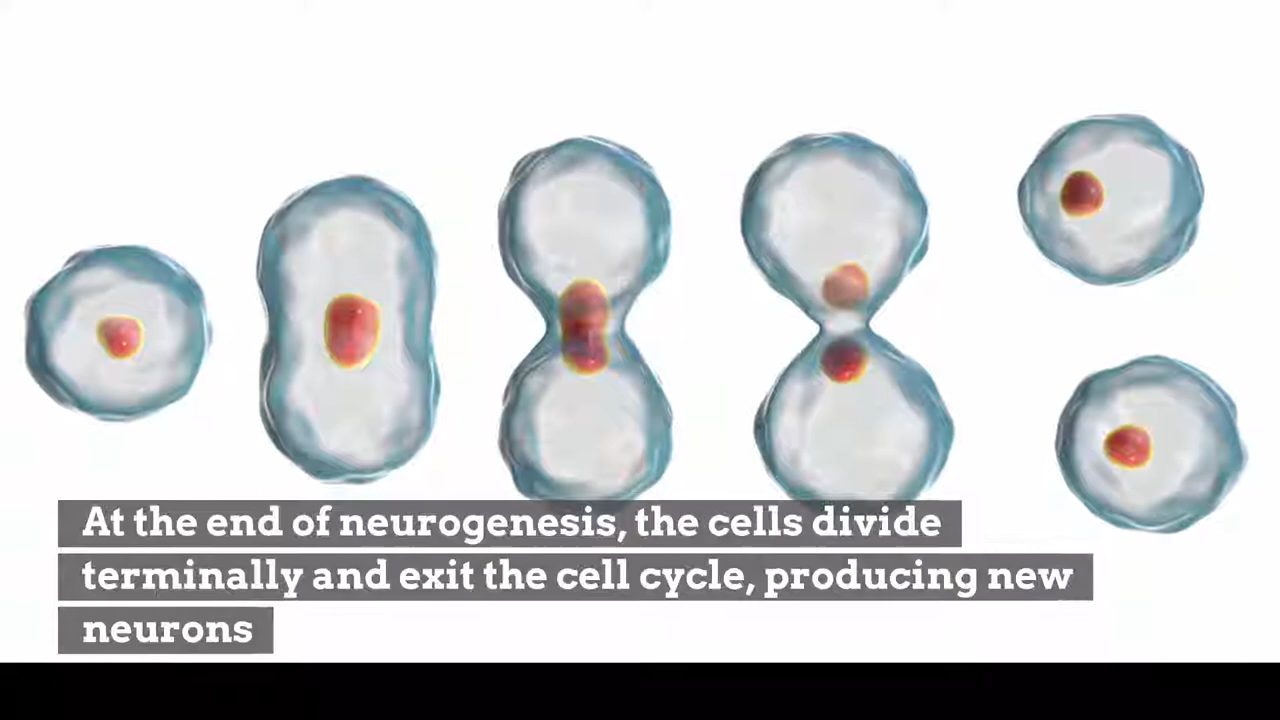 At the end of neurogenesis, the cells divide
terminally and exit the cell cycle, producing new
neurons